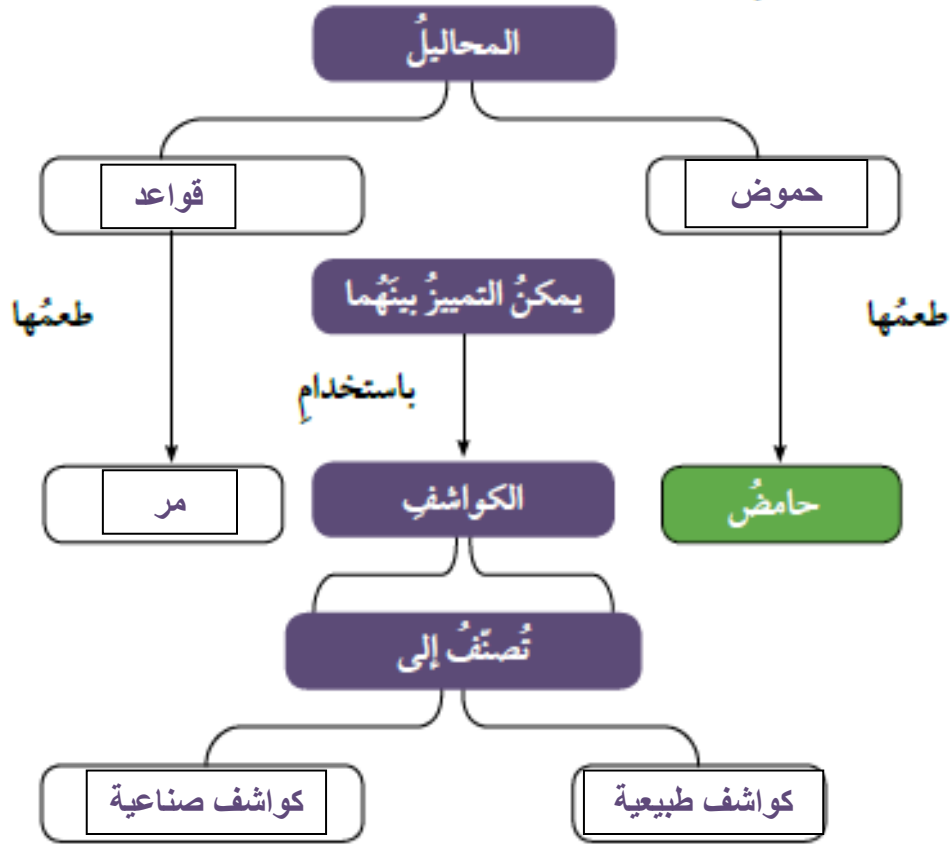 المحاليلُ
حموض
قواعد
يمكنُ التمييزُ بينَهُما
طعمُها
طعمُها
باستخدامِ
حامضُ
الكواشفِ
مر
تُصنّفُ إلى
كواشف طبيعية
كواشف صناعية